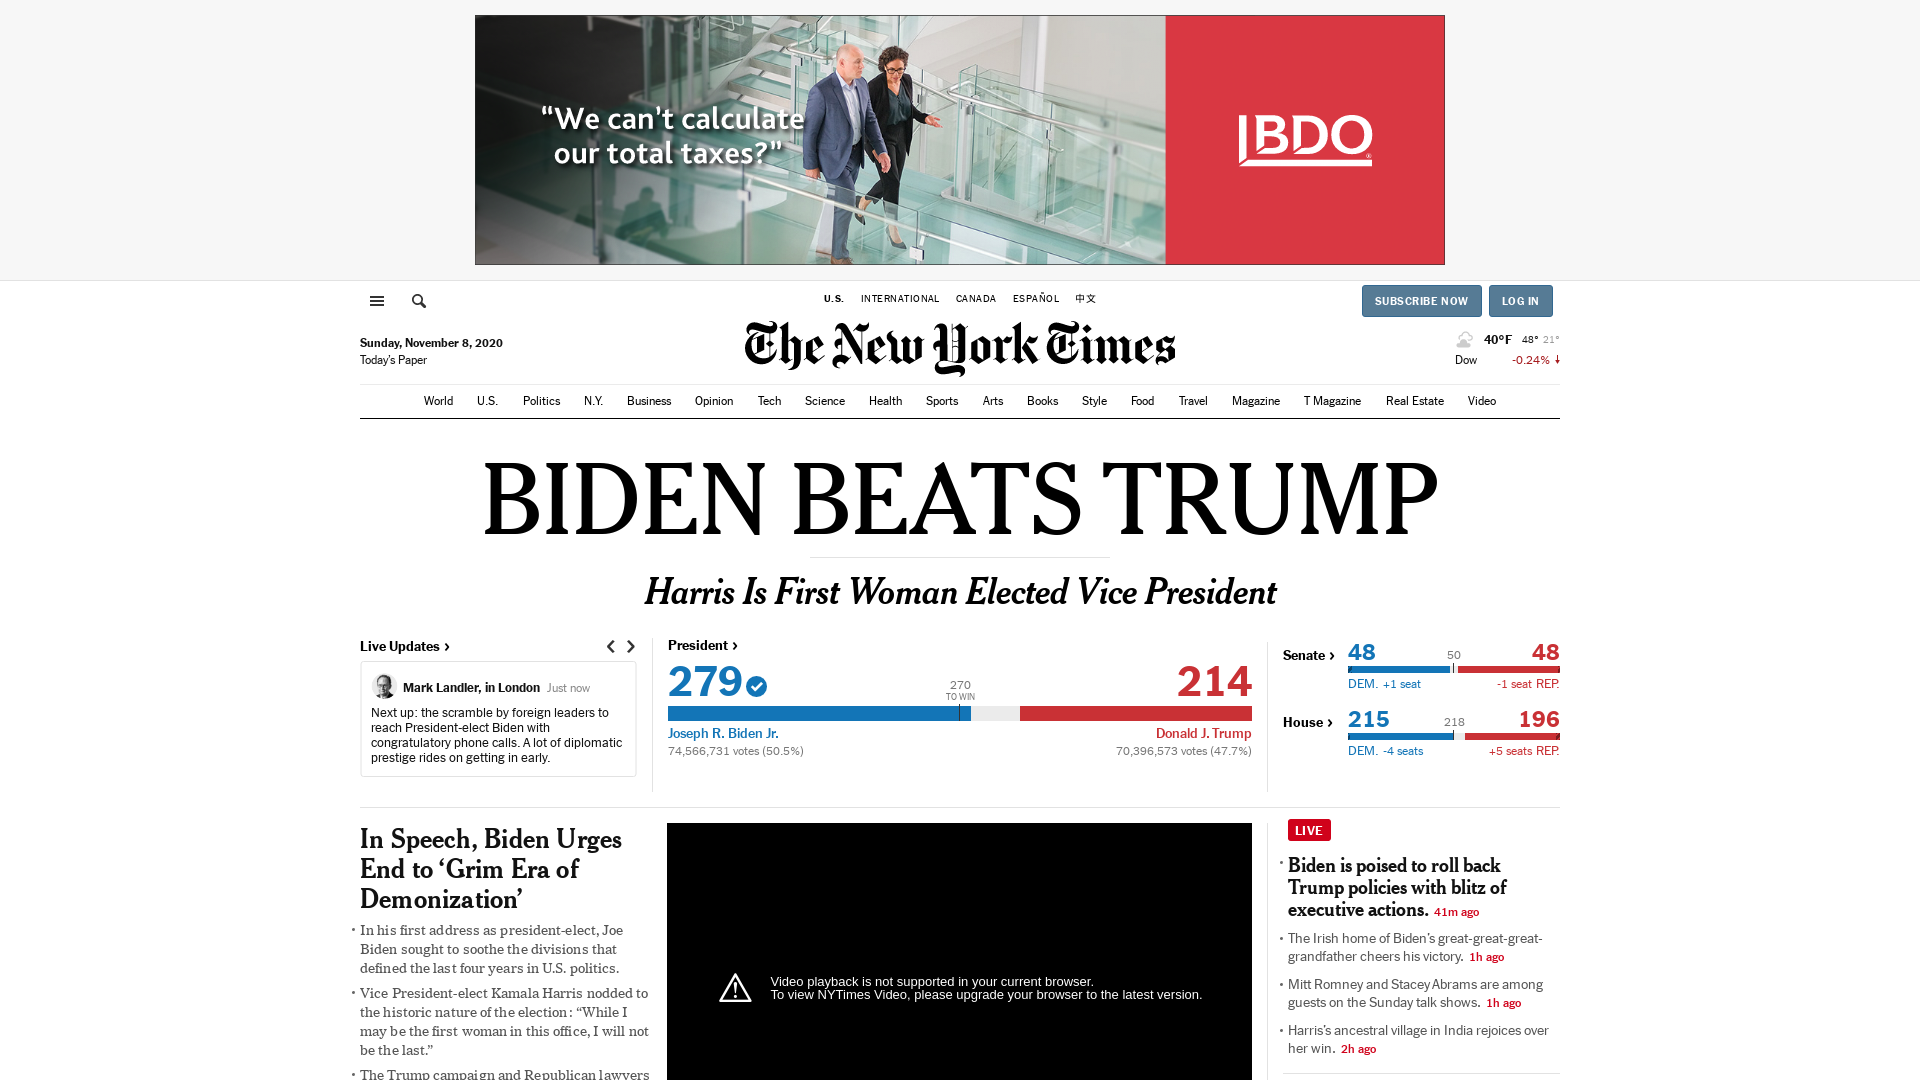 “We can’t calculate
our total taxes?”
BDO
U.S.
INTERNATIONAL
CANADA
ESPAÑOL
中文
SUBSCRIBE NOW
LOG IN
Sunday, November 8, 2020
Today’s Paper
The New York Times
40°F 48° 21°
Dow -0.24%
World U.S. Politics N.Y. Business Opinion Tech Science Health Sports Arts Books Style Food Travel Magazine T Magazine Real Estate Video
BIDEN BEATS TRUMP
Harris Is First Woman Elected Vice President
Live Updates ›
Mark Landler, in London Just now
Next up: the scramble by foreign leaders to
reach President-elect Biden with
congratulatory phone calls. A lot of diplomatic
prestige rides on getting in early.
President ›
279
270
TO WIN
214
Joseph R. Biden Jr.
Donald J. Trump
74,566,731 votes (50.5%)
70,396,573 votes (47.7%)
Senate ›
48
50
48
DEM. +1 seat
-1 seat REP.
House ›
215
218
196
DEM. -4 seats
+5 seats REP.
In Speech, Biden Urges
End to ‘Grim Era of
Demonization’
• In his first address as president-elect, Joe
Biden sought to soothe the divisions that
defined the last four years in U.S. politics.
• Vice President-elect Kamala Harris nodded to
the historic nature of the election: “While I
may be the first woman in this office, I will not
be the last.”
• The Trump campaign and Republican lawyers
Video playback is not supported in your current browser.
To view NYTimes Video, please upgrade your browser to the latest version.
LIVE
• Biden is poised to roll back
Trump policies with blitz of
executive actions. 41m ago
• The Irish home of Biden’s great-great-great-
grandfather cheers his victory. 1h ago
• Mitt Romney and Stacey Abrams are among
guests on the Sunday talk shows. 1h ago
• Harris’s ancestral village in India rejoices over
her win. 2h ago